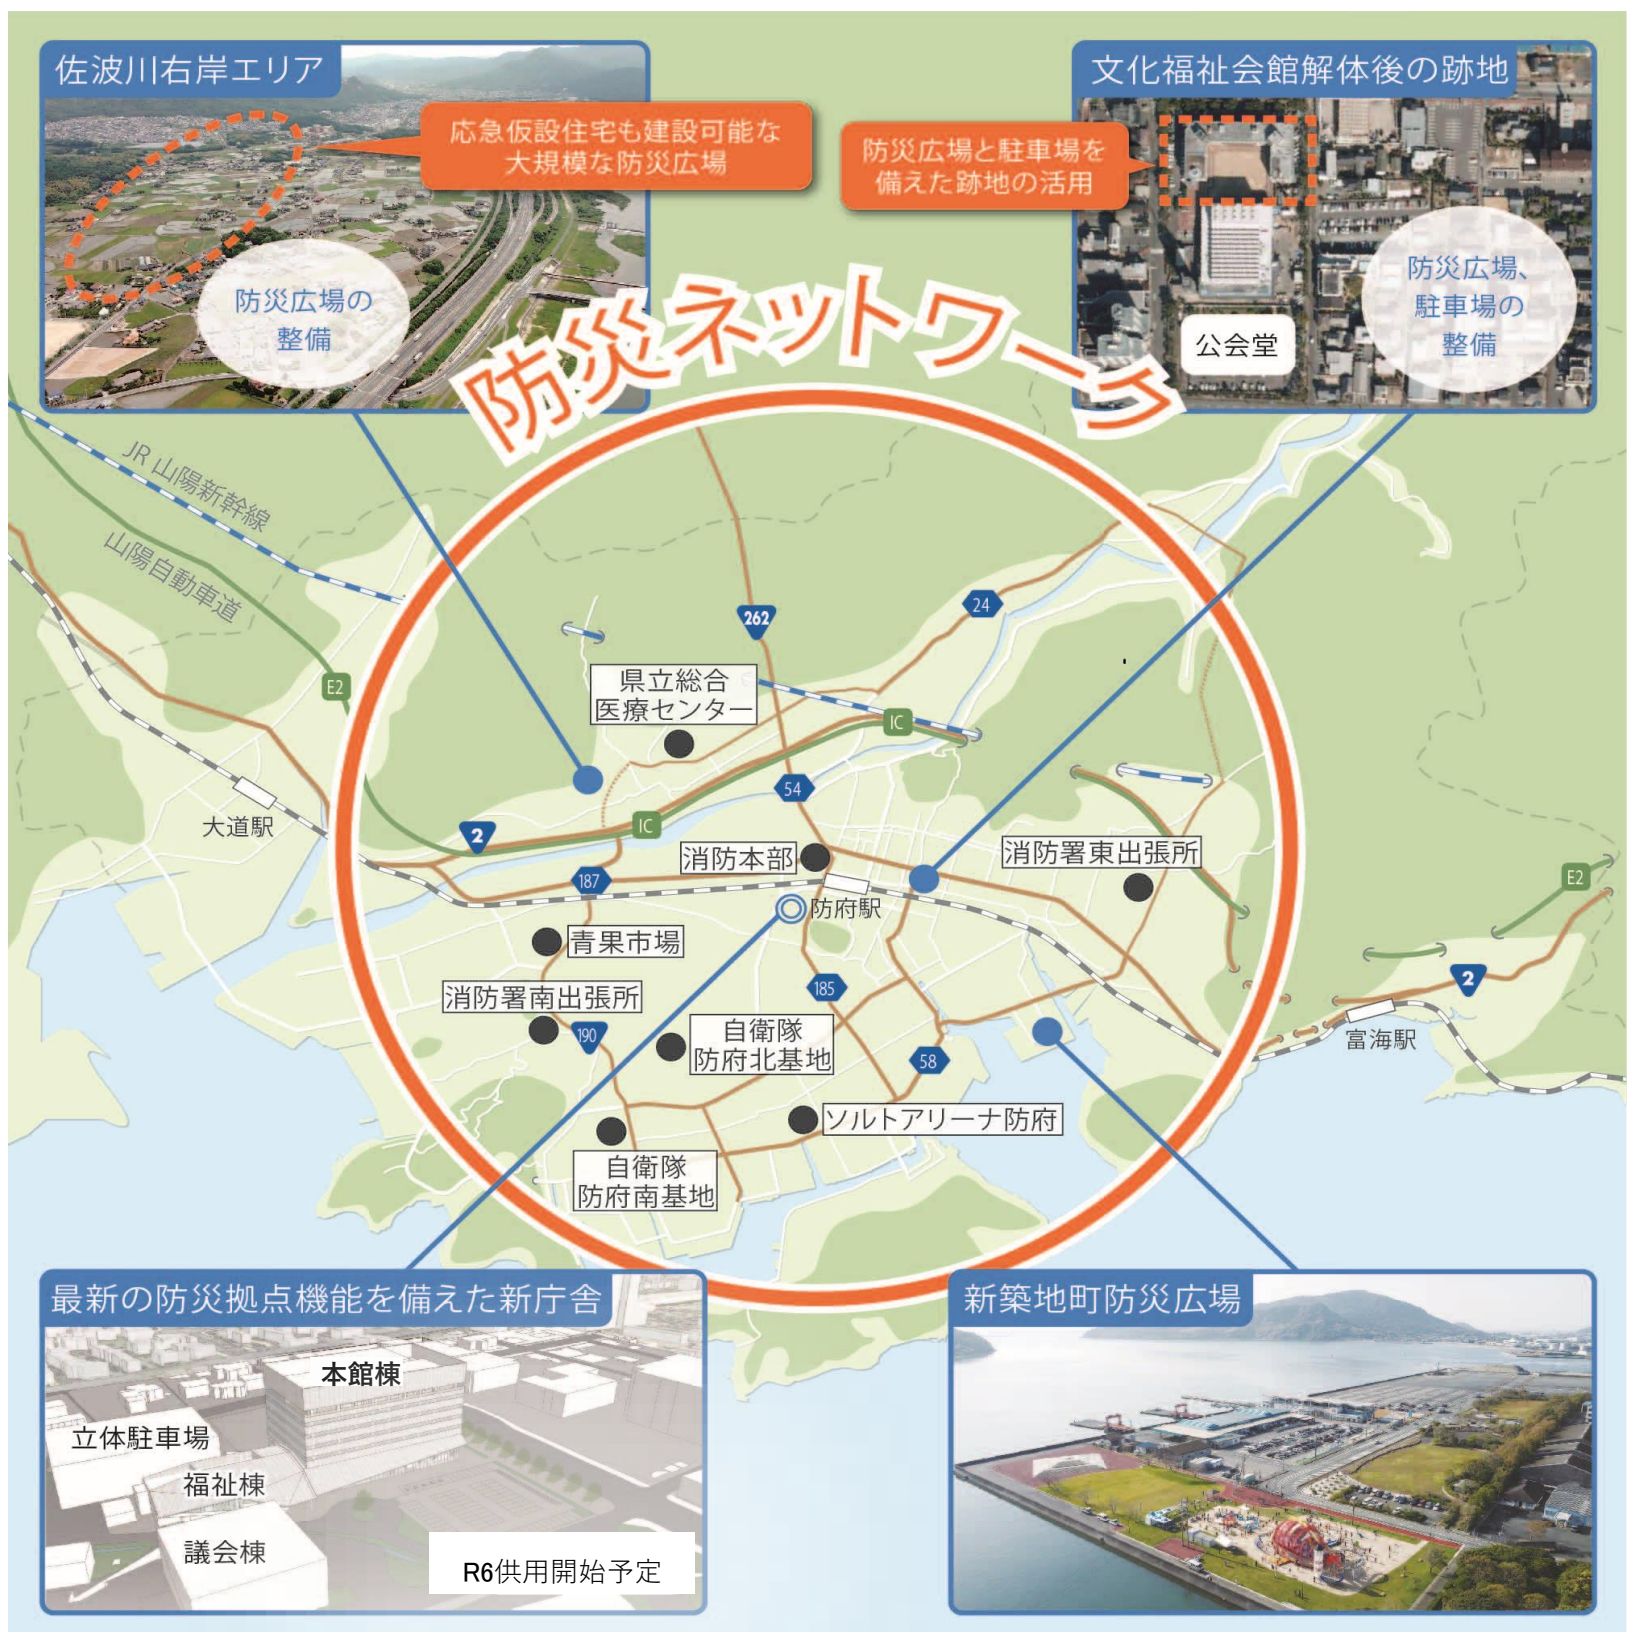 佐波川右岸エリア
応急仮設住宅も建設可能な
大規模な防災広場
防災広場の
整備
文化福祉会館解体後の跡地
防災広場と駐車場を
備えた跡地の活用
公会堂
防災広場、
駐車場の
整備
防災ネットワーク
JR 山陽新幹線
山陽自動車道
E2
262
24
県立総合
医療センター
IC
54
IC
2
大道駅
消防本部
消防署東出張所
E2
187
防府駅
青果市場
消防署南出張所
185
2
190
自衛隊
防府北基地
富海駅
58
ソルトアリーナ防府
自衛隊
防府南基地
最新の防災拠点機能を備えた新庁舎
本館棟
立体駐車場
福祉棟
議会棟
R6供用開始予定
新築地町防災広場